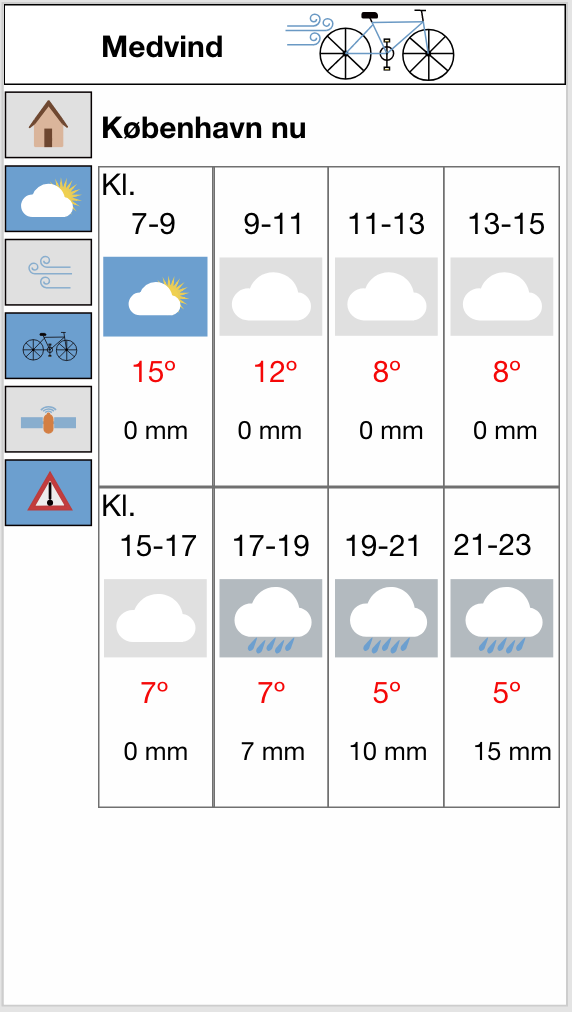 Medvind
København nu
Kl.
7-9 9-11 11-13 13-15
15º 12º 8º 8º
0 mm 0 mm 0 mm 0 mm
Kl.
15-17 17-19 19-21 21-23
7º 7º 5º 5º
0 mm 7 mm 10 mm 15 mm